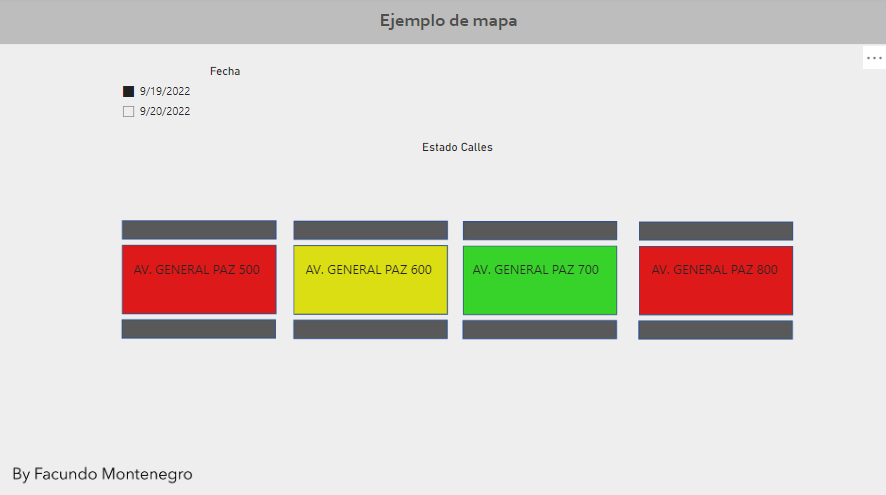 Ejemplo de mapa
Fecha
9/19/2022
9/20/2022
Estado Calles
AV. GENERAL PAZ 500
AV. GENERAL PAZ 600
AV. GENERAL PAZ 700
AV. GENERAL PAZ 800
By Facundo Montenegro